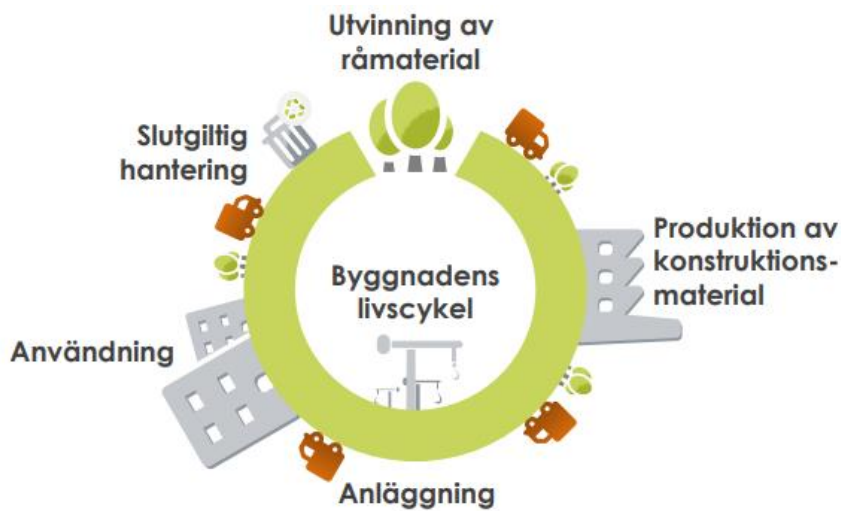 Utvinning av
råmaterial
Slutgiltig
hantering
Produktion av
konstruktions-
material
Byggnadens
livscykel
Användning
Anläggning